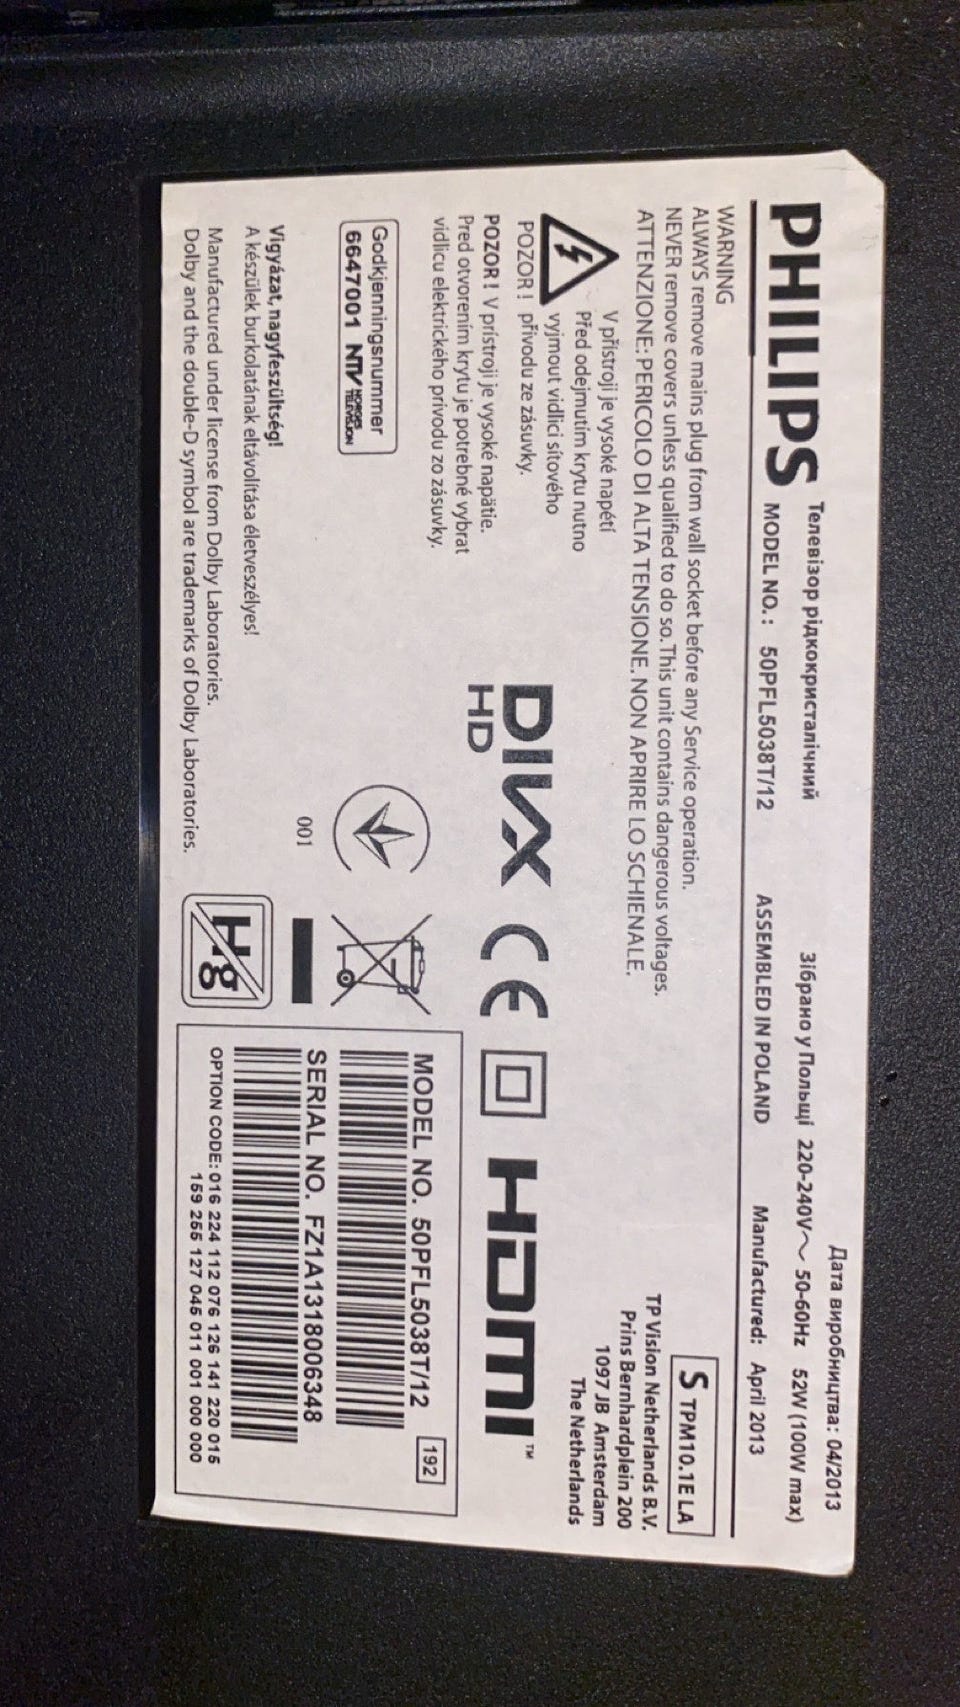 PHILIPS
Телевізор рідкокристалічний
MODEL NO. : 50PFL5038T/12
Зібрано у Польщі
ASSEMBLED IN POLAND
Дата виробництва: 04/2013
220-240V～ 50-60Hz 52W (100W max)
Manufactured: April 2013
WARNING
ALWAYS remove mains plug from wall socket before any Service operation.
NEVER remove covers unless qualified to do so. This unit contains dangerous voltages.
ATTENZIONE: PERICOLO DI ALTA TENSIONE. NON APRIRE LO SCHIENALE.
S TPM10.1E LA
TP Vision Netherlands B.V.
Prins Bernhardplein 200
1097 JB Amsterdam
The Netherlands
V přístroji je vysoké napětí
Před odejmutím krytu nutno
vyjmout vidlici síťového
POZOR ! přívodu ze zásuvky.
POZOR ! V prístroji je vysoké napätie.
Pred otvorením krytu je potrebné vybrat
vidlicu elektrického prívodu zo zásuvky.
DIVX
HD
CE
HDMI™
Godkjenningsnummer
6647001 NTV NORGES
TELEVISJON
001
Vigyázat, nagyfeszültség!
A készülek burkolatának eltávolítása életveszélyes!
Manufactured under license from Dolby Laboratories.
Dolby and the double-D symbol are trademarks of Dolby Laboratories.
Hg
MODEL NO. 50PFL5038T/12
192
SERIAL NO. FZ1A1318006348
OPTION CODE: 016 224 112 076 126 141 220 015
159 255 127 045 011 001 000 000